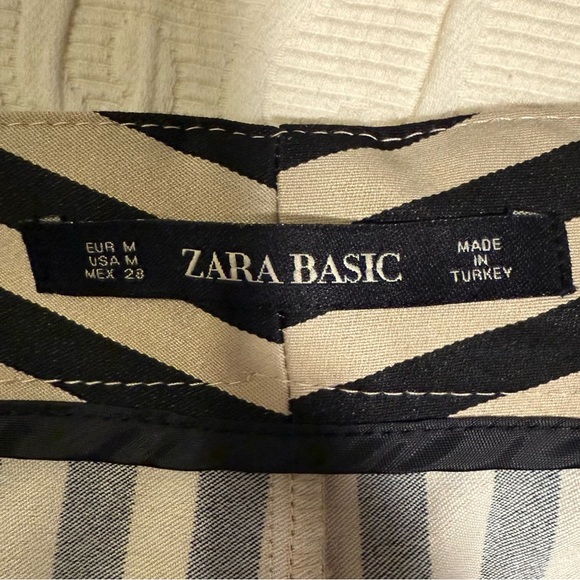 EUR M
USA M
MEX 28
ZARA BASIC
MADE
IN
TURKEY